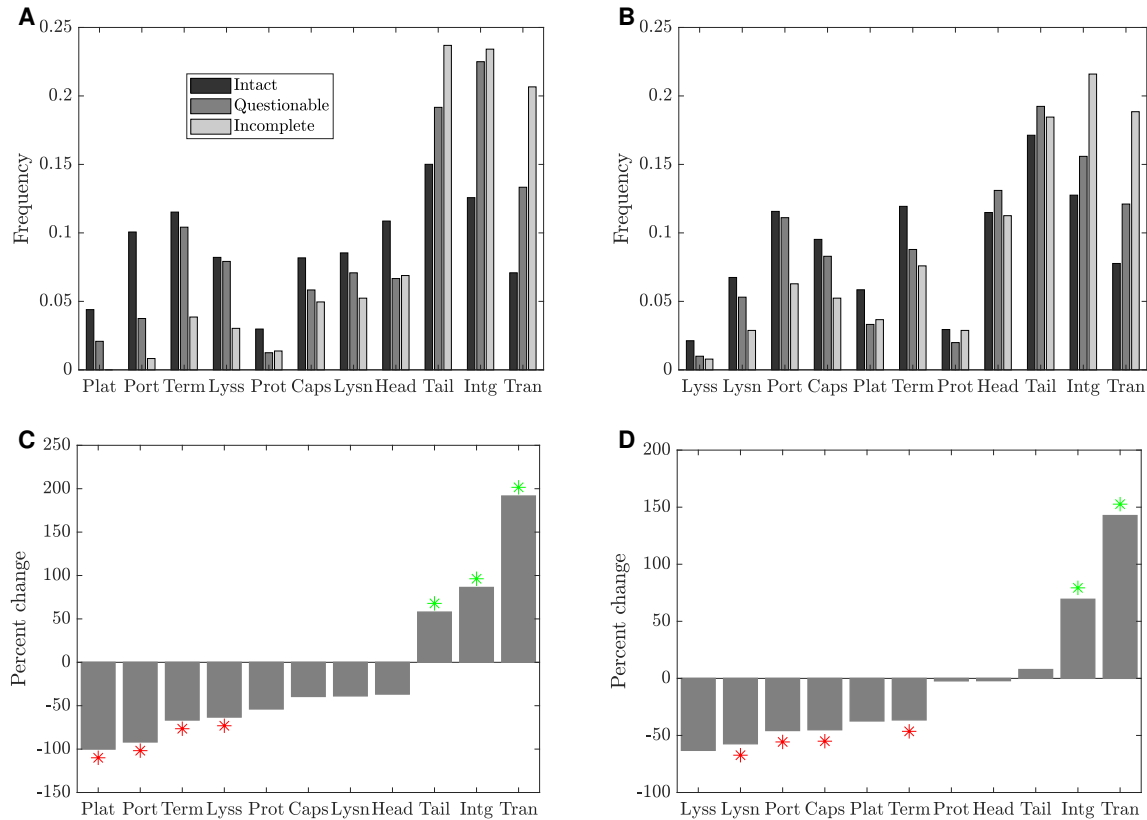 A
Frequency
0.25
0.2
0.15
0.1
0.05
0
Intact
Questionable
Incomplete
Plat Port Term Lyss Prot Caps Lysn Head Tail Intg Tran
B
Frequency
0.25
0.2
0.15
0.1
0.05
0
Lyss Lysn Port Caps Plat Term Prot Head Tail Intg Tran
C
Percent change
250
200
150
100
50
0
-50
-100
-150
Plat Port Term Lyss Prot Caps Lysn Head Tail Intg Tran
D
Percent change
200
150
100
50
0
-50
-100
Lyss Lysn Port Caps Plat Term Prot Head Tail Intg Tran